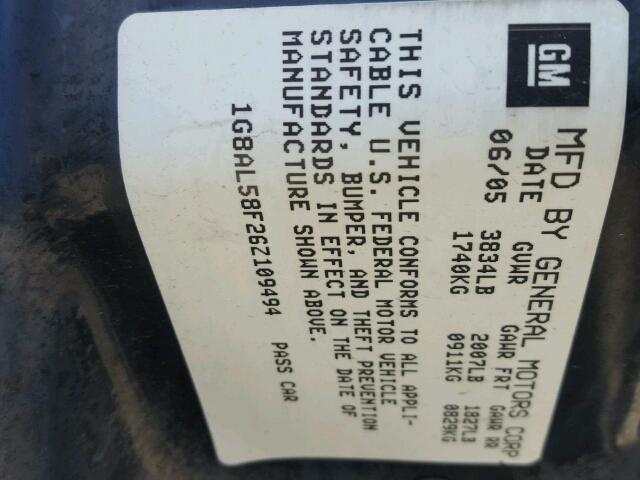 GM
MFD BY GENERAL MOTORS CORP
DATE GVWR GAWR FRT GAWR RR
06/05 3834LB 2007LB 1827LB
1740KG 0911KG 0829KG
THIS VEHICLE CONFORMS TO ALL APPLI-
CABLE U.S. FEDERAL MOTOR VEHICLE
SAFETY, BUMPER, AND THEFT PREVENTION
STANDARDS IN EFFECT ON THE DATE OF
MANUFACTURE SHOWN ABOVE.
1G8AL58F26Z109494 PASS CAR